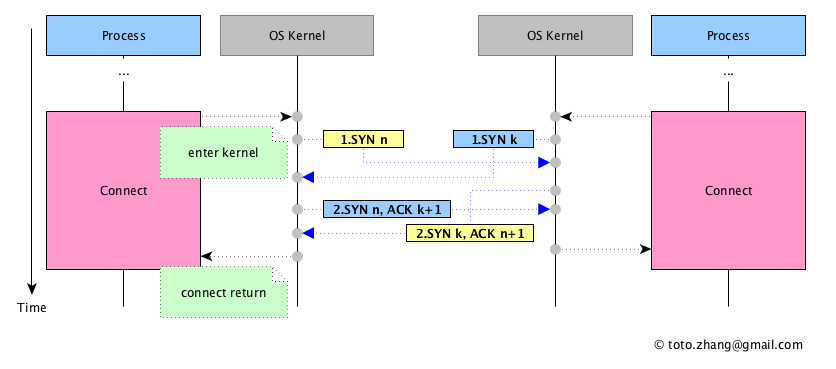 Process
OS Kernel
OS Kernel
Process
...
...
1.SYN n
1.SYN k
enter kernel
Connect
Connect
2.SYN n, ACK k+1
2.SYN k, ACK n+1
connect return
Time
© toto.zhang@gmail.com